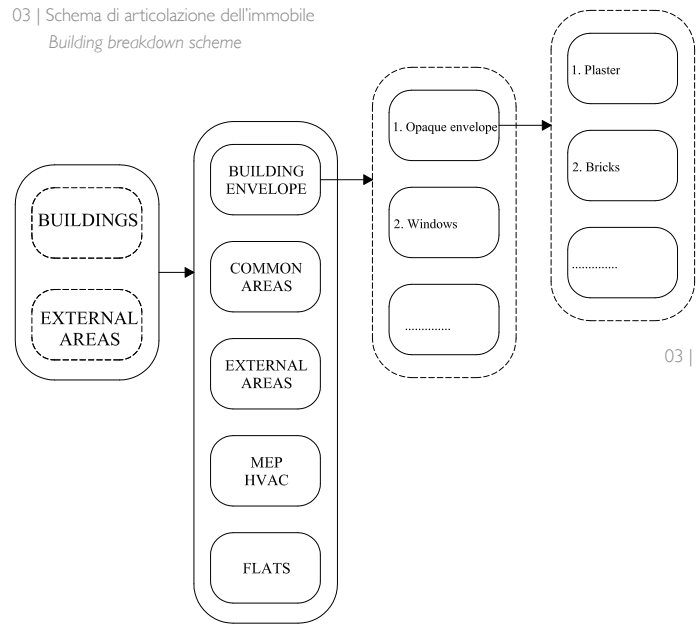 03 | Schema di articolazione dell'immobile
Building breakdown scheme
BUILDINGS
EXTERNAL
AREAS
BUILDING
ENVELOPE
COMMON
AREAS
EXTERNAL
AREAS
MEP
HVAC
FLATS
1. Opaque envelope
2. Windows
..............
1. Plaster
2. Bricks
..............
03 |